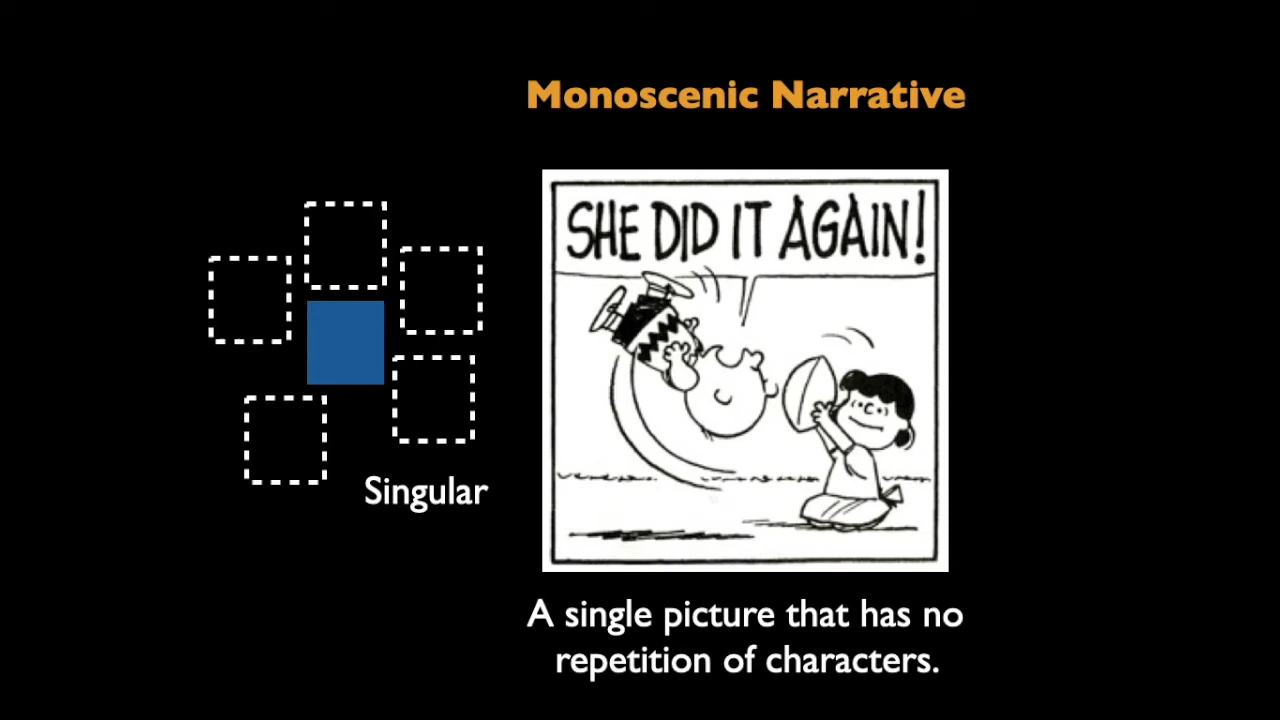 Monoscenic Narrative
SHE DID IT AGAIN!
Singular
A single picture that has no
repetition of characters.